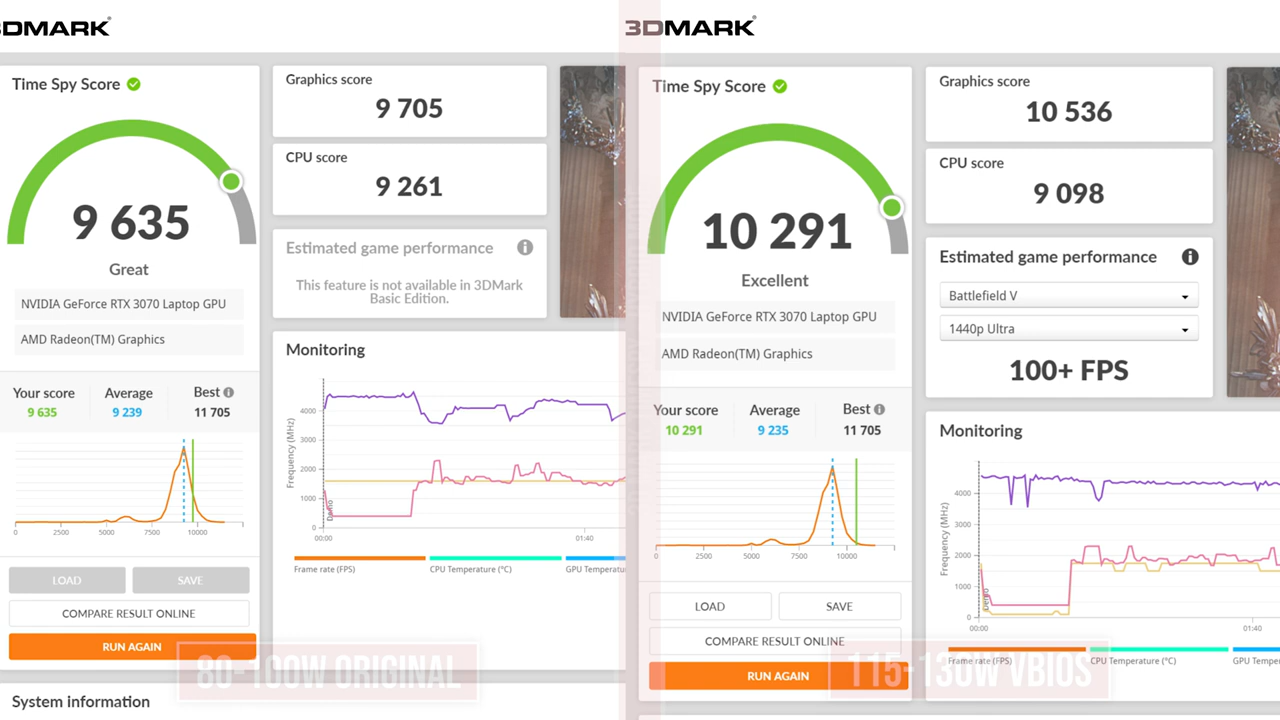 3DMARK
Time Spy Score
9 635
Great
NVIDIA GeForce RTX 3070 Laptop GPU
AMD Radeon(TM) Graphics
Your score
9 635
Average
9 239
Best
11 705
0
2500
5000
7500
10000
LOAD
SAVE
COMPARE RESULT ONLINE
RUN AGAIN
System information
Graphics score
9 705
CPU score
9 261
Estimated game performance
This feature is not available in 3DMark
Basic Edition.
Monitoring
Frequency (MHz)
4000
3000
2000
1000
0
Demo
00:00
01:40
Frame rate (FPS)
CPU Temperature (°C)
GPU Temperatu
80-100W ORIGINAL
3DMARK
Time Spy Score
10 291
Excellent
NVIDIA GeForce RTX 3070 Laptop GPU
AMD Radeon(TM) Graphics
Your score
10 291
Average
9 235
Best
11 705
0
2500
5000
7500
10000
LOAD
SAVE
COMPARE RESULT ONLINE
RUN AGAIN
Graphics score
10 536
CPU score
9 098
Estimated game performance
Battlefield V
1440p Ultra
100+ FPS
Monitoring
Frequency (MHz)
4000
3000
2000
1000
0
Demo
00:00
01:40
Frame rate (FPS)
CPU Temperature (°C)
GPU Tempe
115-130W VBIOS